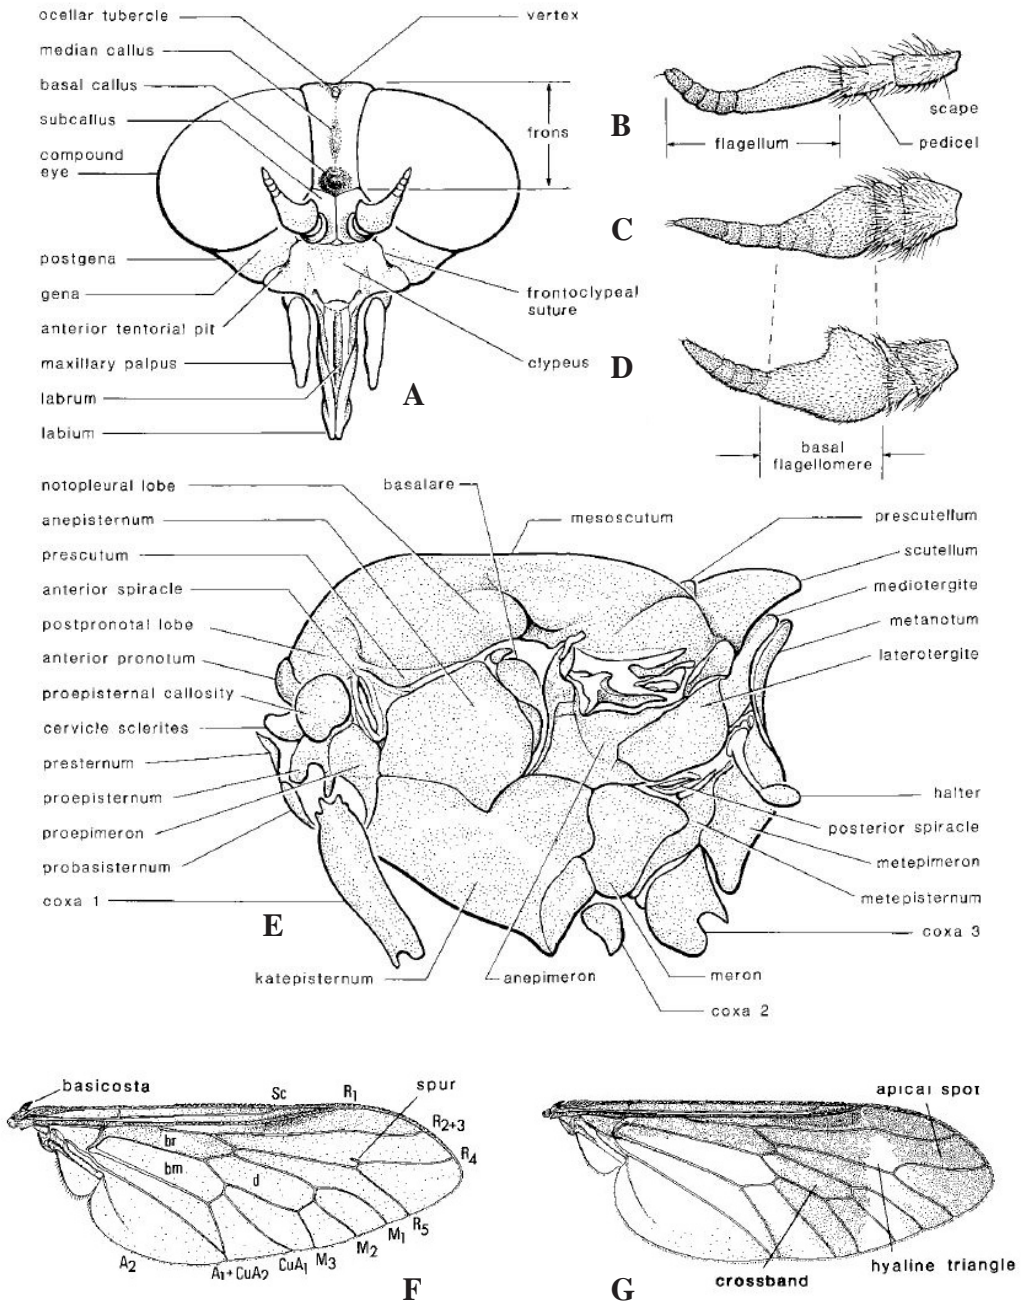 ocellar tubercle
median callus
basal callus
subcallus
compound
eye
postgena
gena
anterior tentorial pit
maxillary palpus
labrum
labium
vertex
frons
frontoclypeal
suture
clypeus
A
B
scape
pedicel
flagellum
C
D
basal
flagellomere
notopleural lobe
anepisternum
prescutum
anterior spiracle
postpronotal lobe
anterior pronotum
proepisternal callosity
cervicle sclerites
presternum
proepisternum
proepimeron
probasisternum
coxa 1
E
basalare
mesoscutum
prescutellum
scutellum
mediotergite
metanotum
laterotergite
halter
posterior spiracle
metepimeron
metepisternum
coxa 3
katepisternum
anepimeron
meron
coxa 2
basicosta
Sc
R1
spur
R2+3
R4
br
bm
d
R5
M1
M2
M3
CuA1
A1+CuA2
A2
F
apical spot
hyaline triangle
crossband
G